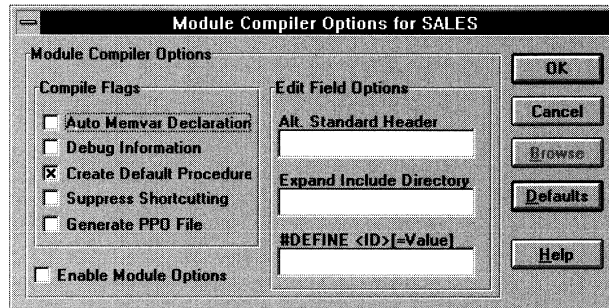 Module Compiler Options for SALES
Module Compiler Options
Compile Flags
Auto Memvar Declaration
Debug Information
Create Default Procedure
Suppress Shortcutting
Generate PPO File
Enable Module Options
Edit Field Options
Alt. Standard Header
Expand Include Directory
#DEFINE <ID>[=Value]
OK
Cancel
Browse
Defaults
Help